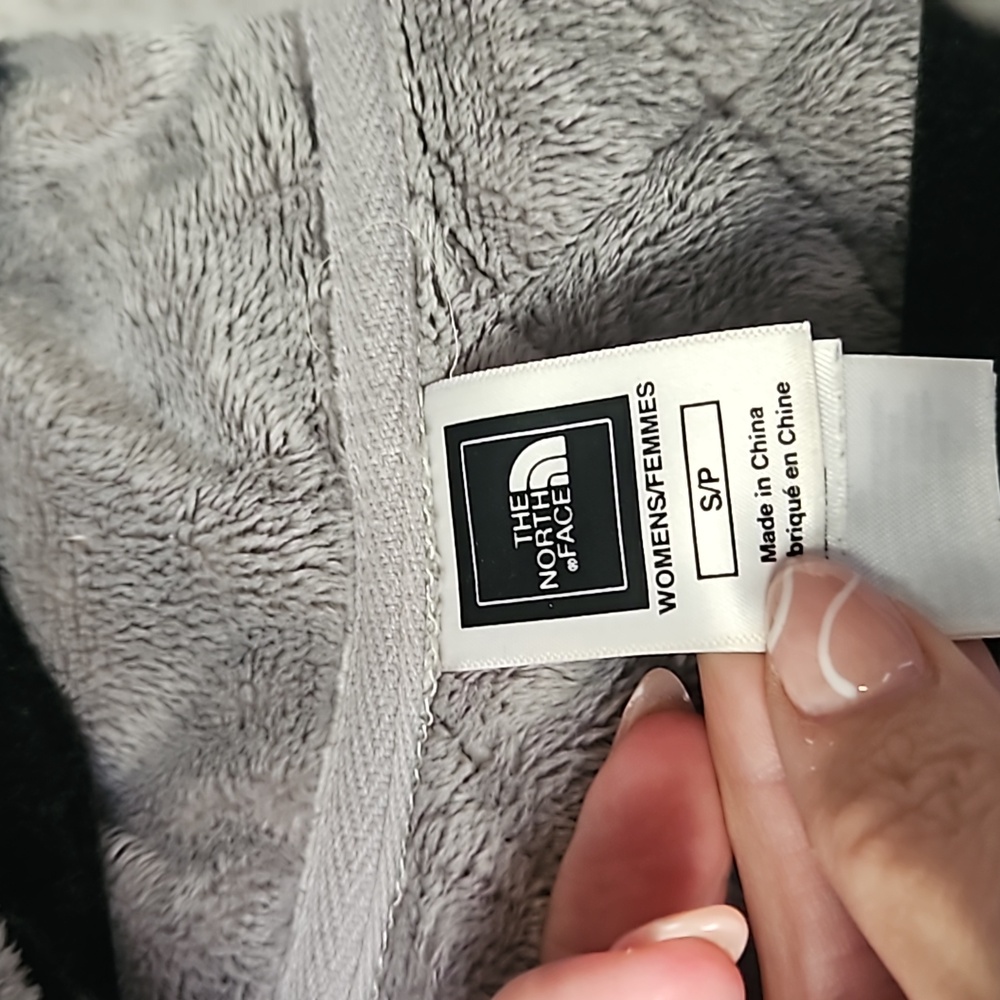 THE
NORTH
FACE®
WOMENS/FEMMES
S/P
Made in China
briqué en Chine